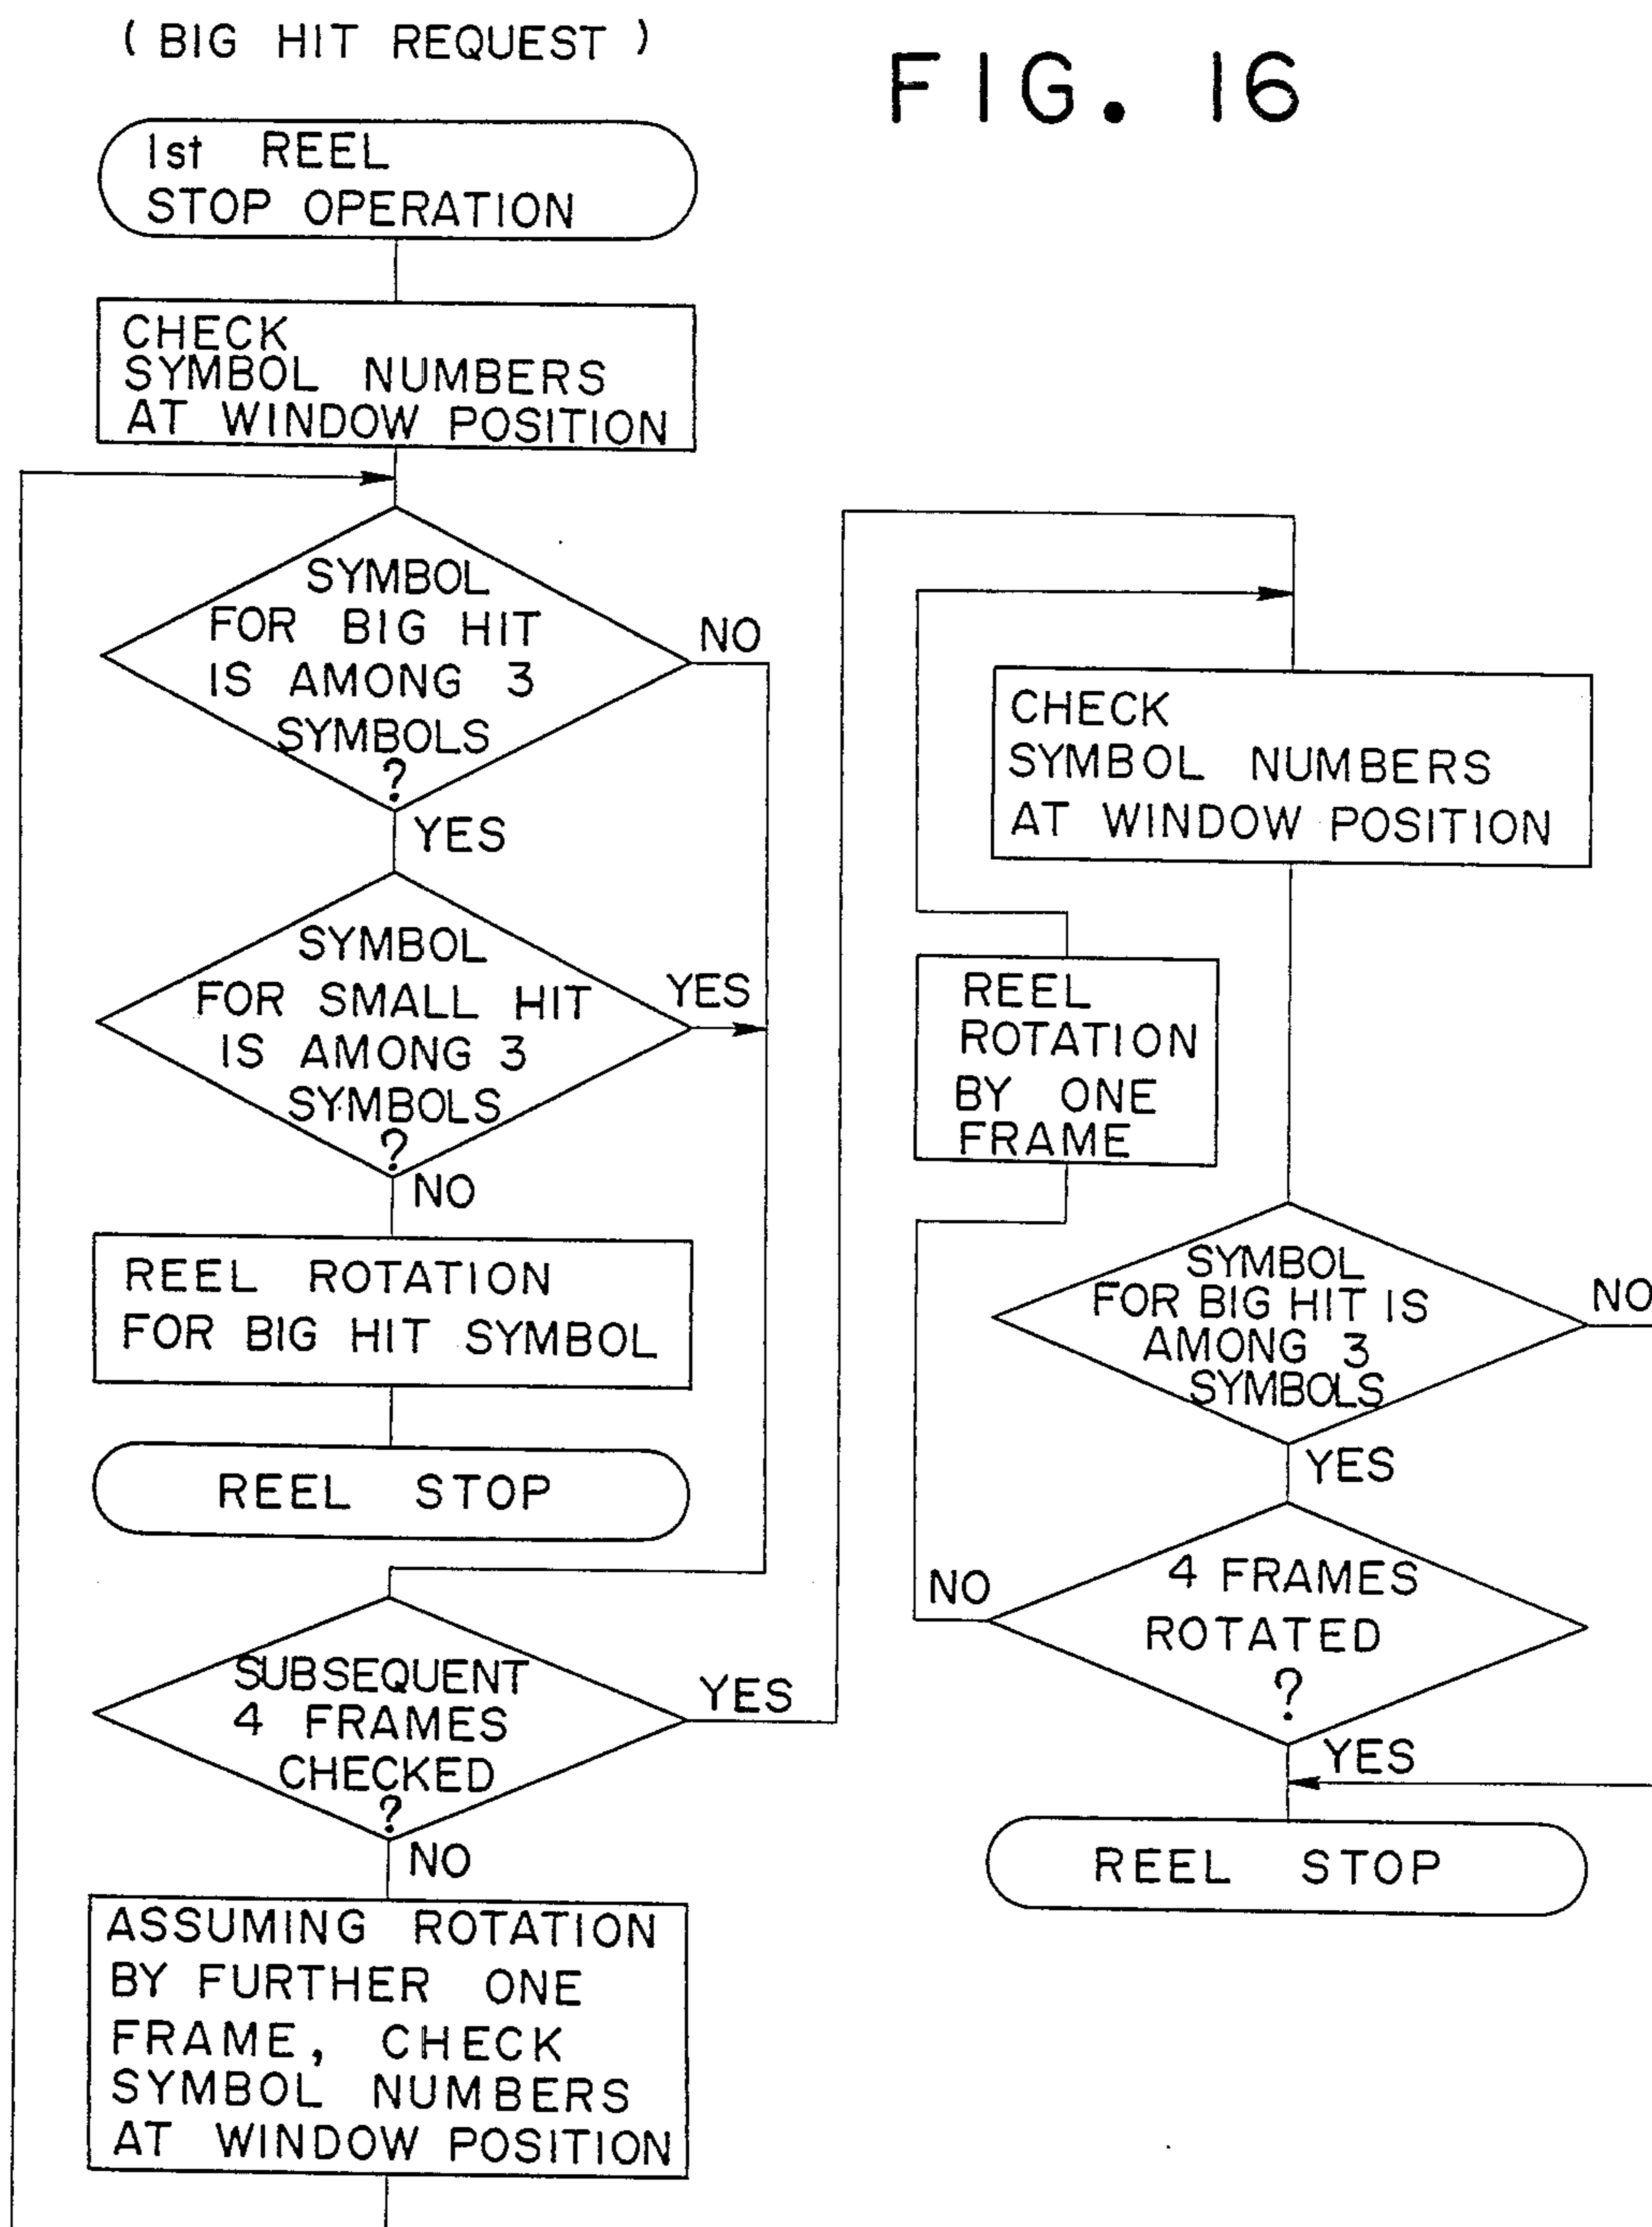 ( BIG HIT REQUEST )
FIG. 16
1st REEL
STOP OPERATION
CHECK
SYMBOL NUMBERS
AT WINDOW POSITION
SYMBOL
FOR BIG HIT
IS AMONG 3
SYMBOLS
?
NO
YES
SYMBOL
FOR SMALL HIT
IS AMONG 3
SYMBOLS
?
YES
NO
REEL ROTATION
FOR BIG HIT SYMBOL
REEL STOP
SUBSEQUENT
4 FRAMES
CHECKED
?
YES
NO
ASSUMING ROTATION
BY FURTHER ONE
FRAME, CHECK
SYMBOL NUMBERS
AT WINDOW POSITION
CHECK
SYMBOL NUMBERS
AT WINDOW POSITION
REEL
ROTATION
BY ONE
FRAME
SYMBOL
FOR BIG HIT IS
AMONG 3
SYMBOLS
NO
YES
4 FRAMES
ROTATED
?
NO
YES
REEL STOP